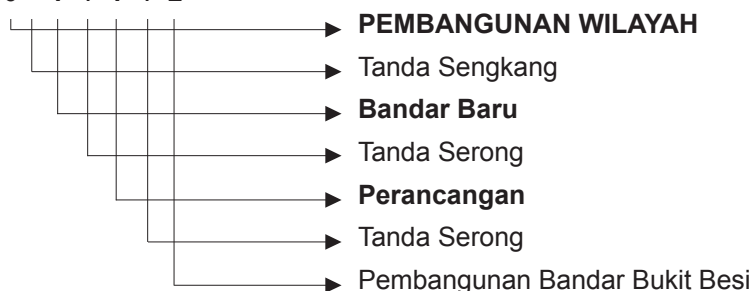 PEMBANGUNAN WILAYAH
Tanda Sengkang
Bandar Baru
Tanda Serong
Perancangan
Tanda Serong
Pembangunan Bandar Bukit Besi